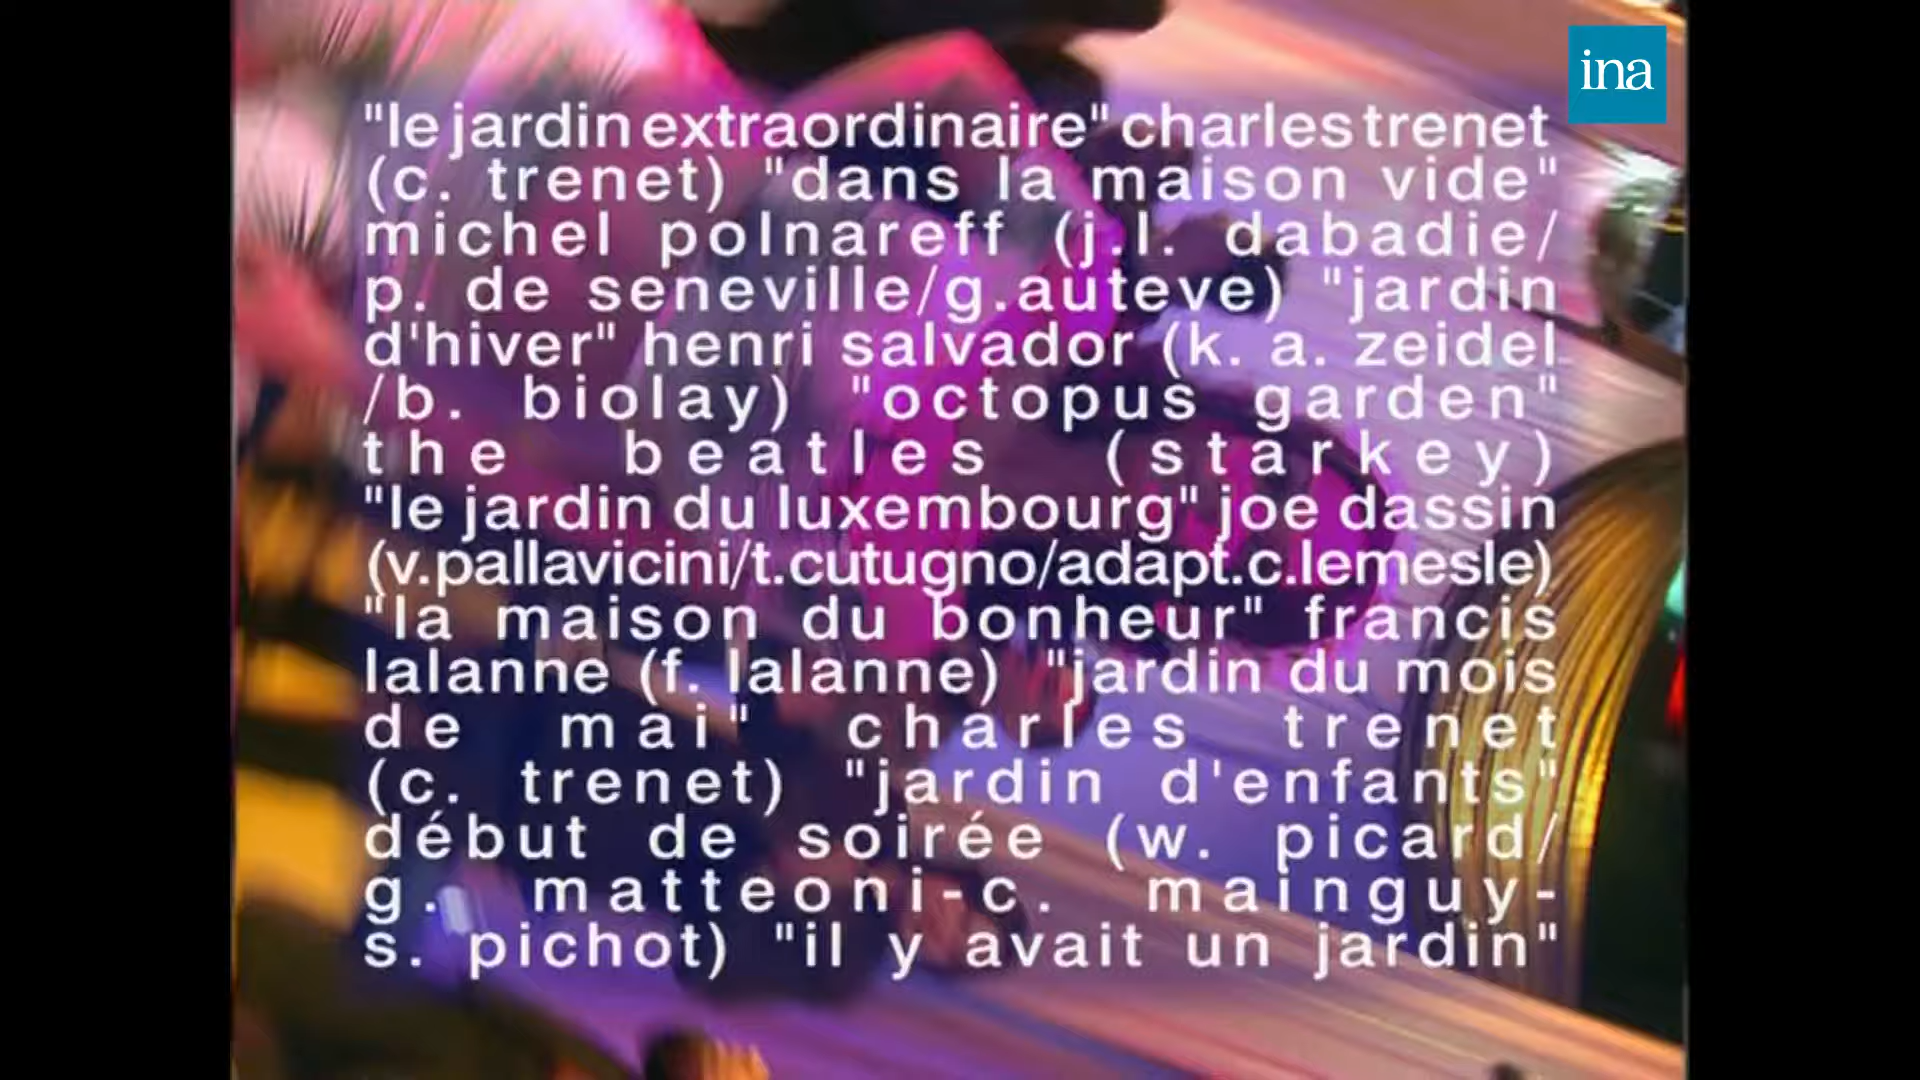 ina
"le jardin extraordinaire" charles trenet
(c. trenet) "dans la maison vide"
michel polnareff (j.l. dabadie/
p. de seneville/g.auteve) "jardin
d'hiver" henri salvador (k. a. zeidel
/b. biolay) "octopus garden"
the beatles (starkey)
"le jardin du luxembourg" joe dassin
(v.pallavicini/t.cutugno/adapt.c.lemesle)
"la maison du bonheur" francis
lalanne (f. lalanne) "jardin du mois
de mai" charles trenet
(c. trenet) "jardin d'enfants"
début de soirée (w. picard/
g. matteoni-c. mainguy-
s. pichot) "il y avait un jardin"